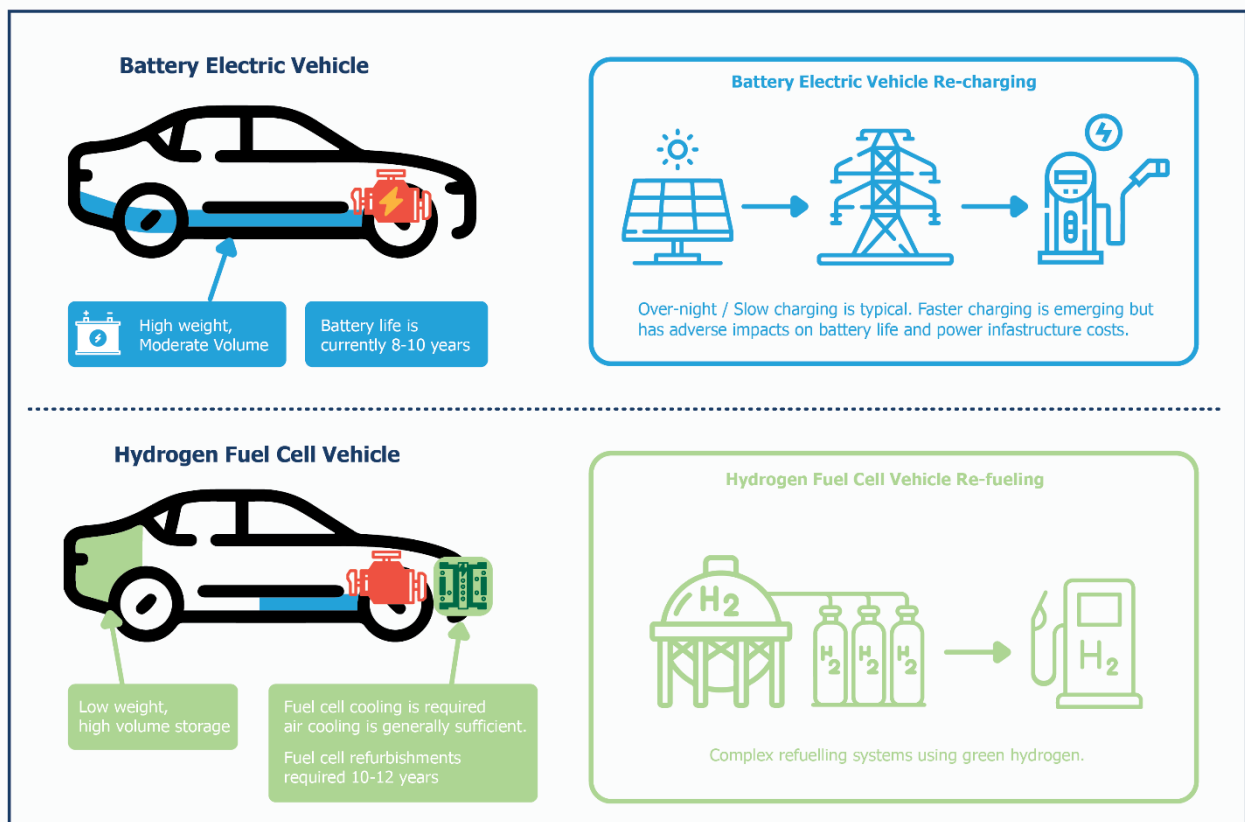 Battery Electric Vehicle
High weight,
Moderate Volume
Battery life is
currently 8-10 years
Battery Electric Vehicle Re-charging
Over-night / Slow charging is typical. Faster charging is emerging but
has adverse impacts on battery life and power infastructure costs.
Hydrogen Fuel Cell Vehicle
Low weight,
high volume storage
Fuel cell cooling is required
air cooling is generally sufficient.
Fuel cell refurbishments
required 10-12 years
Hydrogen Fuel Cell Vehicle Re-fueling
H2
H2 H2 H2
H2
Complex refuelling systems using green hydrogen.